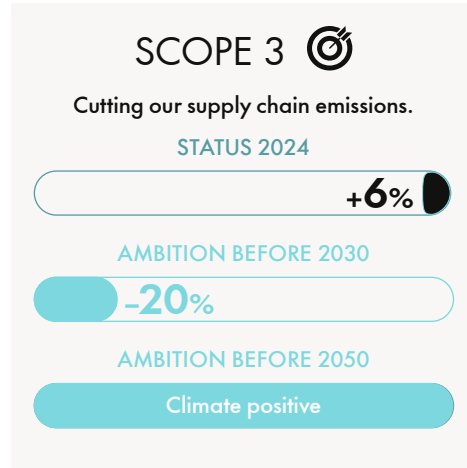 SCOPE 3
Cutting our supply chain emissions.
STATUS 2024
+6%
AMBITION BEFORE 2030
–20%
AMBITION BEFORE 2050
Climate positive